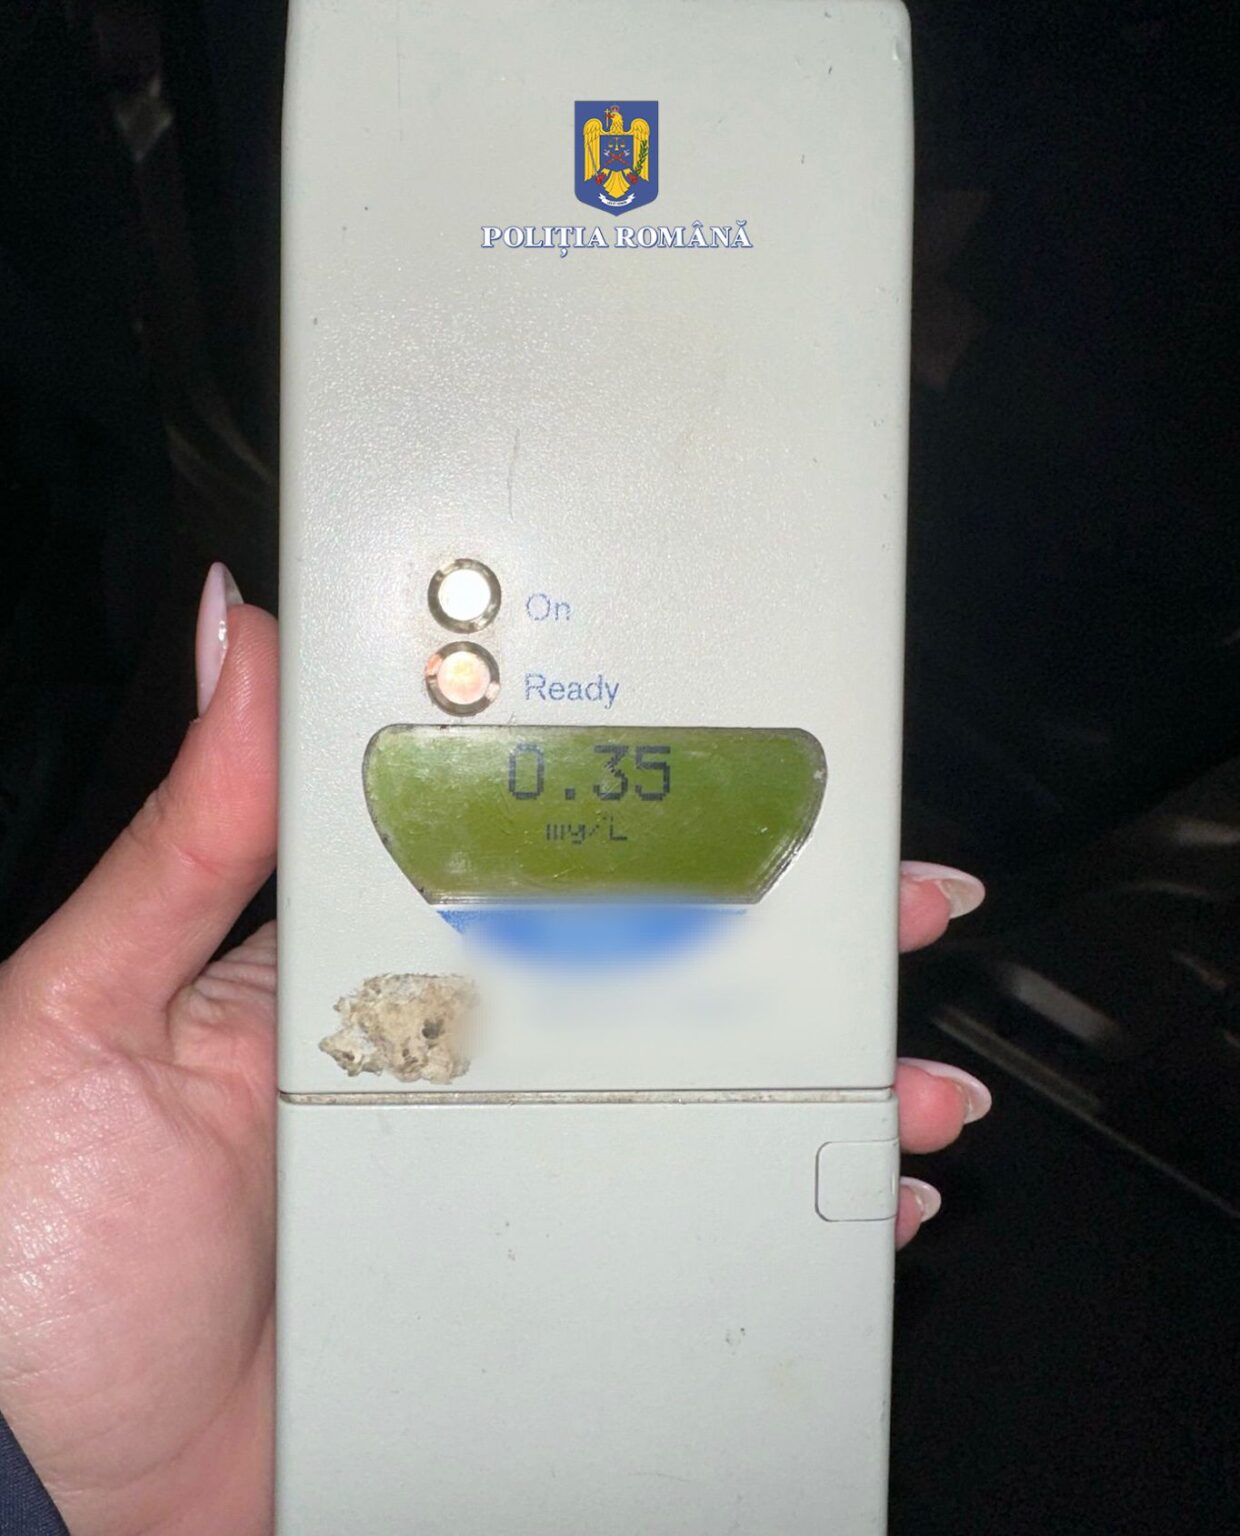 POLIȚIA ROMÂNĂ
On
Ready
0.35
mg/L